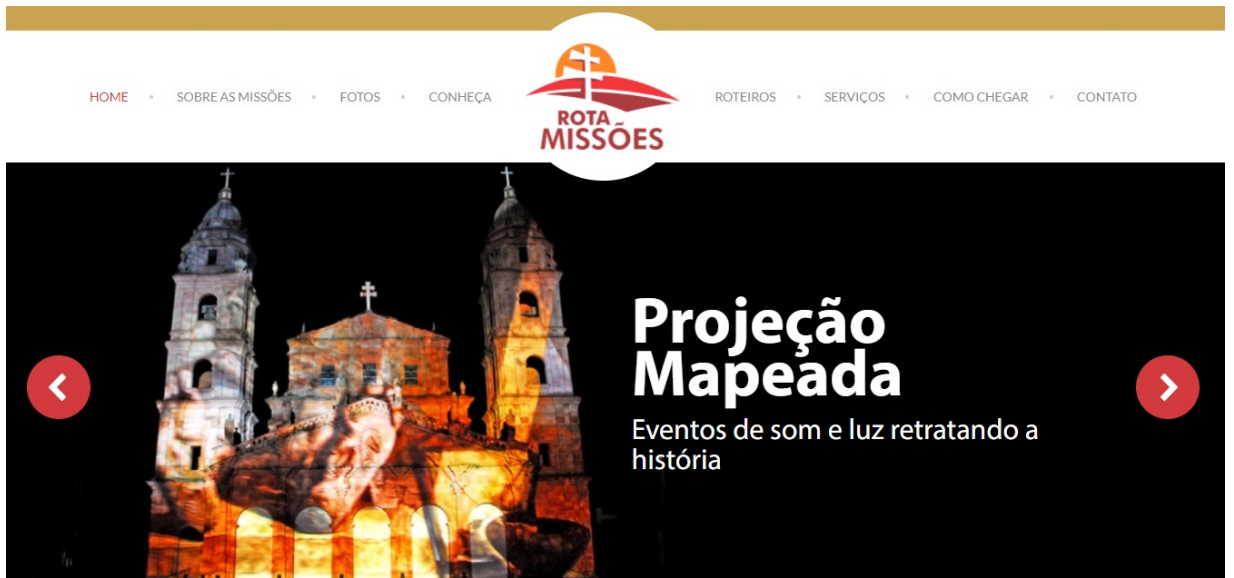 HOME
SOBRE AS MISSÕES
FOTOS
CONHEÇA
ROTA
MISSÕES
ROTEIROS
SERVIÇOS
COMO CHEGAR
CONTATO
Projeção
Mapeada
Eventos de som e luz retratando a
história